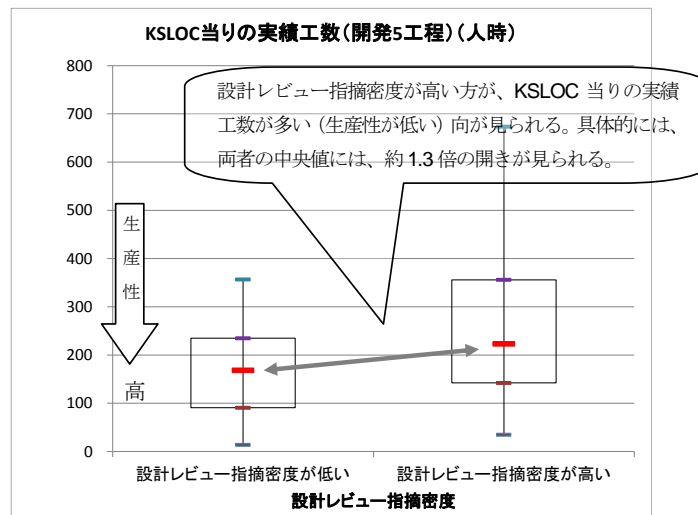 KSLOC当りの実績工数(開発5工程)(人時)
設計レビュー指摘密度が高い方が、KSLOC 当りの実績
工数が多い(生産性が低い)向が見られる。具体的には、
両者の中央値には、約 1.3 倍の開きが見られる。
800
700
600
500
400
300
200
100
0
生
産
性
高
設計レビュー指摘密度が低い
設計レビュー指摘密度が高い
設計レビュー指摘密度